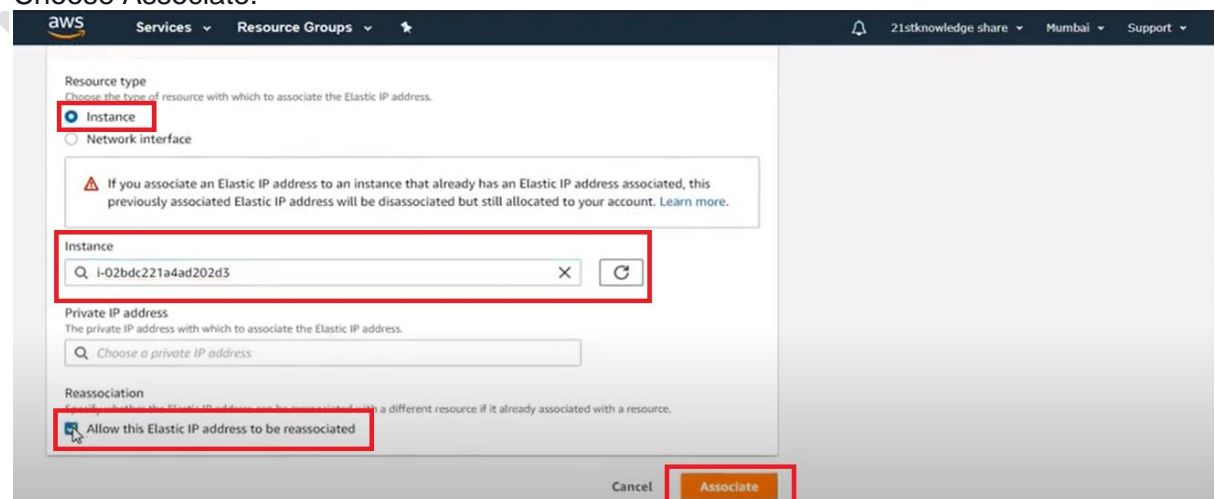 Choose Associate.
aws Services Resource Groups 21stknowledge share Mumbai Support
Resource type
Choose the type of resource with which to associate the Elastic IP address.
Instance
Network interface
If you associate an Elastic IP address to an instance that already has an Elastic IP address associated, this
previously associated Elastic IP address will be disassociated but still allocated to your account. Learn more.
Instance
i-02bdc221a4ad202d3
Private IP address
The private IP address with which to associate the Elastic IP address.
Choose a private IP address
Reassociation
Specify whether the Elastic IP address can be reassociated with a different resource if it already associated with a resource.
Allow this Elastic IP address to be reassociated
Cancel Associate